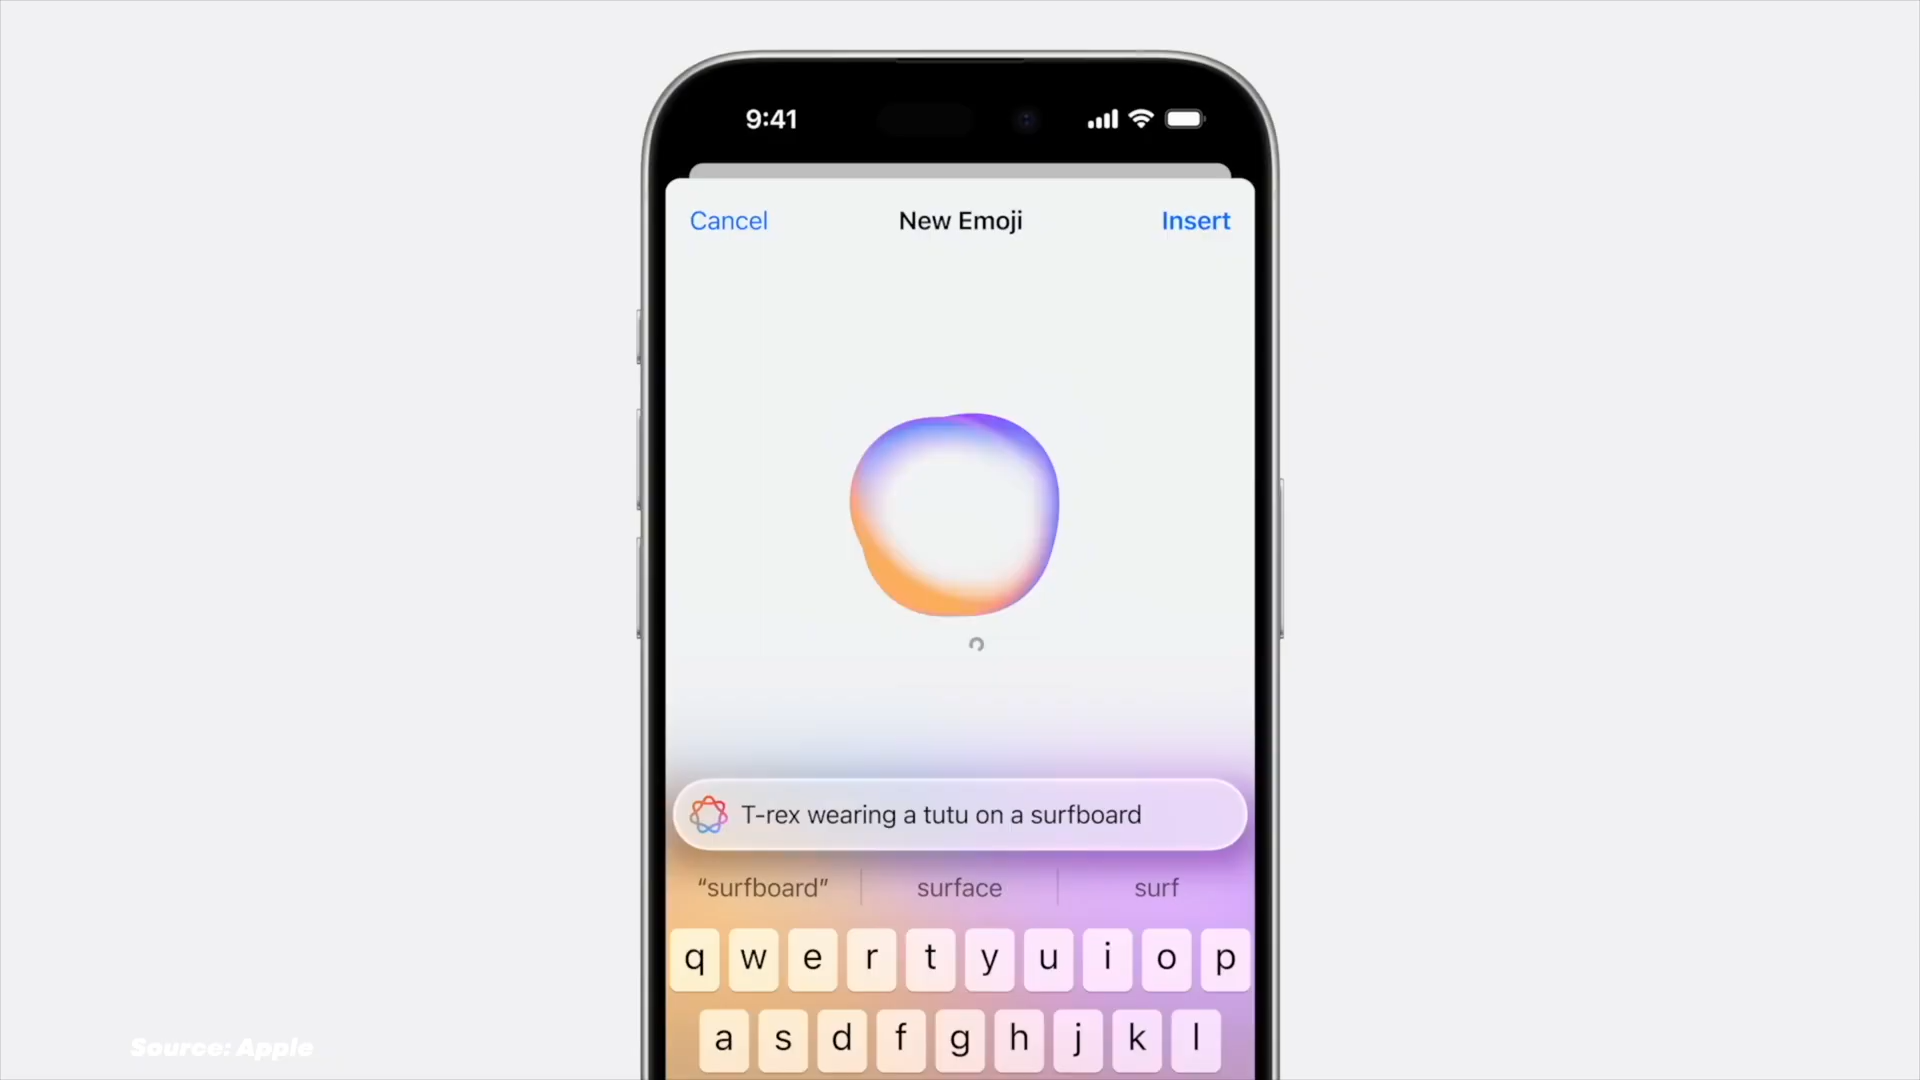 9:41
Cancel New Emoji Insert
T-rex wearing a tutu on a surfboard
“surfboard” surface surf
q w e r t y u i o p
a s d f g h j k l
Source: Apple